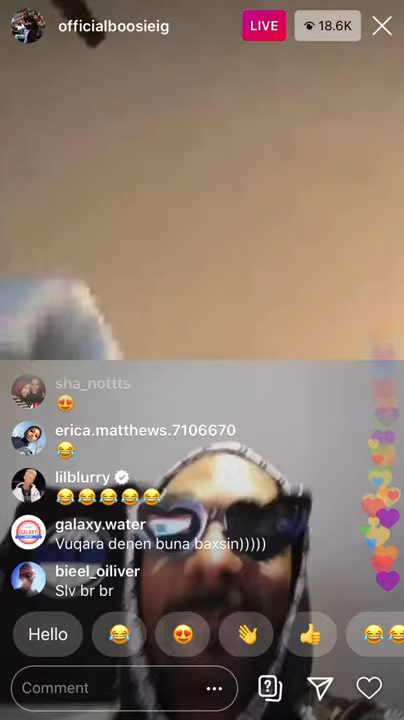 officialboosieig
LIVE
18.6K
sha_nottts
😍
erica.matthews.7106670
😂
lilblurry
😂😂😂😂😂
galaxy.water
Vuqara denen buna baxsin)))))
bieel_oiliver
Slv br br
Hello 😂 😍 👋 👍 😂😂
Comment